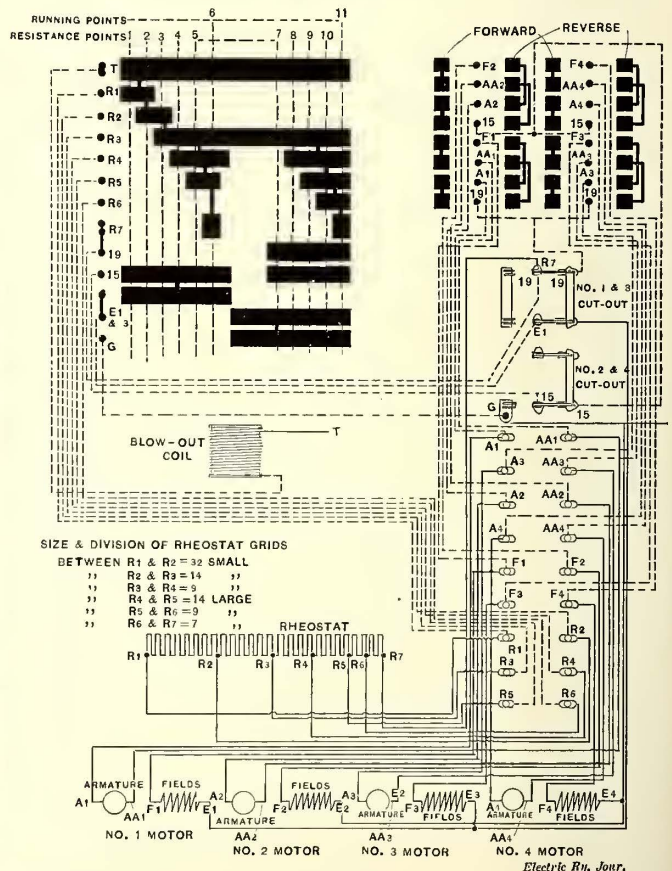 RUNNING POINTS 6 11
RESISTANCE POINTS 1 2 3 4 5 7 8 9 10
T
R1
R2
R3
R4
R5
R6
R7
19
15
E1
& 3
G
FORWARD REVERSE
F2 F4
AA2 AA4
A2 A4
15 15
F1 F3
AA1 AA3
A1 A3
19 19
R7
19 19
NO. 1 & 3
CUT-OUT
E1
NO. 2 & 4
CUT-OUT
15 15
G
BLOW-OUT
COIL
T
A1 AA1
A3 AA3
A2 AA2
A4 AA4
F1 F2
F3 F4
R1 R2
R3 R4
R5 R6
SIZE & DIVISION OF RHEOSTAT GRIDS
BETWEEN R1 & R2 = 32 SMALL
,, R2 & R3 = 14 ,,
,, R3 & R4 = 9 ,,
,, R4 & R5 = 14 LARGE
,, R5 & R6 = 9 ,,
,, R6 & R7 = 7 ,,
RHEOSTAT
R1 R2 R3 R4 R5 R6 R7
A1 ARMATURE AA1 F1 FIELDS E1
NO. 1 MOTOR
A2 ARMATURE AA2 F2 FIELDS E2
NO. 2 MOTOR
A3 ARMATURE E2 AA3 F3 FIELDS E3
NO. 3 MOTOR
A4 ARMATURE AA4 F4 FIELDS E4
NO. 4 MOTOR
Electric Ry. Jour.